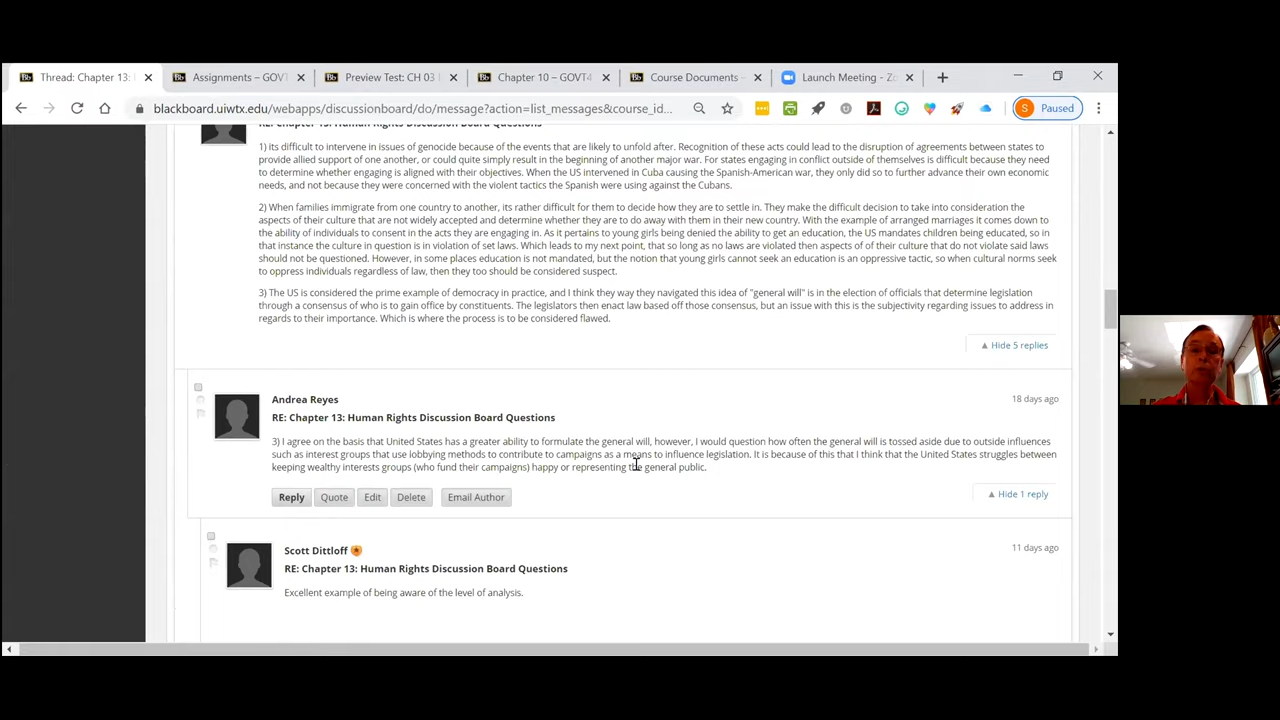 Thread: Chapter 13:
Assignments – GOVT
Preview Test: CH 03
Chapter 10 – GOVT4
Course Documents –
Launch Meeting - Zo
blackboard.uiwtx.edu/webapps/discussionboard/do/message?action=list_messages&course_id...
S Paused
RE: Chapter 13: Human Rights Discussion Board Questions
1) its difficult to intervene in issues of genocide because of the events that are likely to unfold after. Recognition of these acts could lead to the disruption of agreements between states to
provide allied support of one another, or could quite simply result in the beginning of another major war. For states engaging in conflict outside of themselves is difficult because they need
to determine whether engaging is aligned with their objectives. When the US intervened in Cuba causing the Spanish-American war, they only did so to further advance their own economic
needs, and not because they were concerned with the violent tactics the Spanish were using against the Cubans.
2) When families immigrate from one country to another, its rather difficult for them to decide how they are to settle in. They make the difficult decision to take into consideration the
aspects of their culture that are not widely accepted and determine whether they are to do away with them in their new country. With the example of arranged marriages it comes down to
the ability of individuals to consent in the acts they are engaging in. As it pertains to young girls being denied the ability to get an education, the US mandates children being educated, so in
that instance the culture in question is in violation of set laws. Which leads to my next point, that so long as no laws are violated then aspects of of their culture that do not violate said laws
should not be questioned. However, in some places education is not mandated, but the notion that young girls cannot seek an education is an oppressive tactic, so when cultural norms seek
to oppress individuals regardless of law, then they too should be considered suspect.
3) The US is considered the prime example of democracy in practice, and I think they way they navigated this idea of "general will" is in the election of officials that determine legislation
through a consensus of who is to gain office by constituents. The legislators then enact law based off those consensus, but an issue with this is the subjectivity regarding issues to address in
regards to their importance. Which is where the process is to be considered flawed.
Hide 5 replies
Andrea Reyes
18 days ago
RE: Chapter 13: Human Rights Discussion Board Questions
3) I agree on the basis that United States has a greater ability to formulate the general will, however, I would question how often the general will is tossed aside due to outside influences
such as interest groups that use lobbying methods to contribute to campaigns as a means to influence legislation. It is because of this that I think that the United States struggles between
keeping wealthy interests groups (who fund their campaigns) happy or representing the general public.
Reply Quote Edit Delete Email Author
Hide 1 reply
Scott Dittloff
11 days ago
RE: Chapter 13: Human Rights Discussion Board Questions
Excellent example of being aware of the level of analysis.